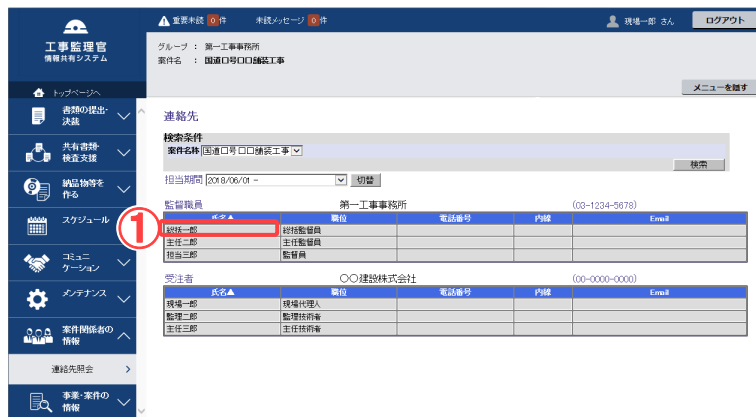 重要未読 0 件 未読メッセージ 0 件 現場一郎 さん ログアウト
工事監理官
情報共有システム
グループ ： 第一工事事務所
案件名 ： 国道口号口口舗装工事
トップページへ
メニューを隠す
書類の提出・
決裁
共有書類・
検査支援
納品物等を
作る
スケジュール
コミュニ
ケーション
メンテナンス
案件関係者の
情報
連絡先照会
事業・案件の
情報
連絡先
検索条件
案件名称 国道口号口口舗装工事
検索
担当期間 2018/06/01 - 切替
監督職員 第一工事事務所 (03-1234-5678)
氏名▲ 職位 電話番号 内線 Email
1
総括一郎 総括監督員
主任二郎 主任監督員
担当三郎 監督員
受注者 〇〇建設株式会社 (00-0000-0000)
氏名▲ 職位 電話番号 内線 Email
現場一郎 現場代理人
監理二郎 監理技術者
主任三郎 主任技術者